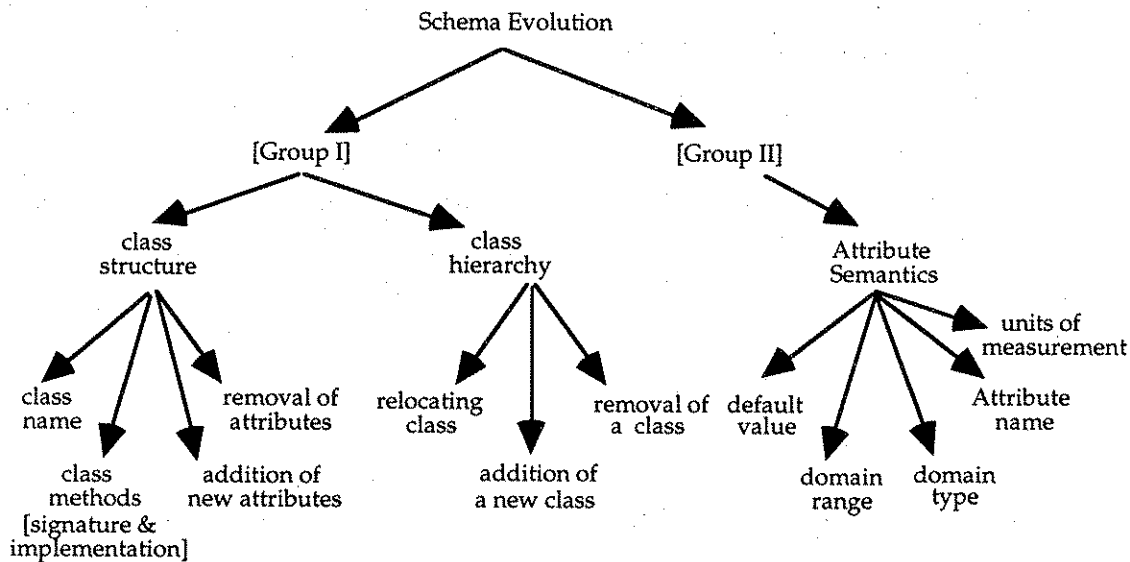 Schema Evolution
[Group I]
[Group II]
class
structure
class
hierarchy
Attribute
Semantics
units of
measurement
class
name
removal of
attributes
relocating
class
removal of
a class
default
value
Attribute
name
class
methods
[signature &
implementation]
addition of
new attributes
addition of
a new class
domain
range
domain
type